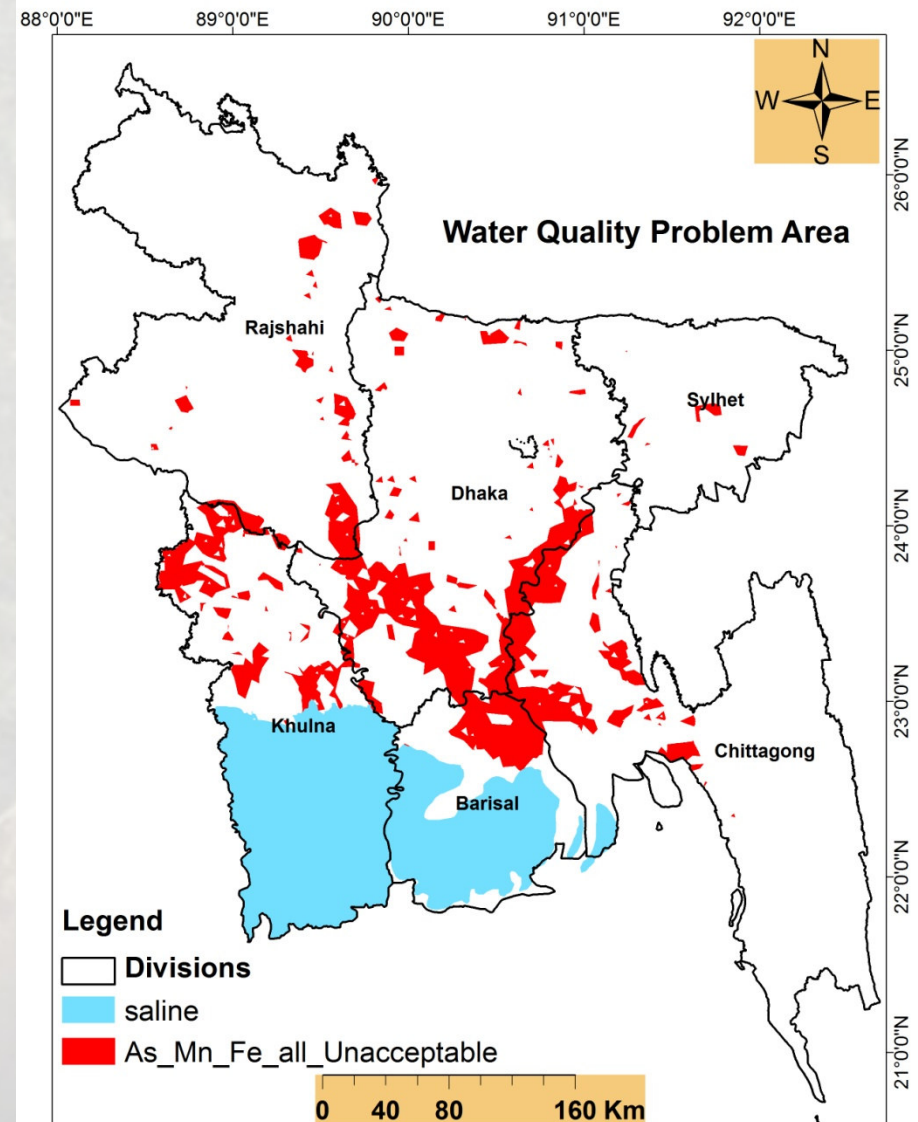 88°0'0"E 89°0'0"E 90°0'0"E 91°0'0"E 92°0'0"E
N
W E
S
26°0'0"N
Water Quality Problem Area
Rajshahi
25°0'0"N
Sylhet
Dhaka
24°0'0"N
23°0'0"N
Khulna
Chittagong
Barisal
22°0'0"N
Legend
Divisions
saline
As_Mn_Fe_all_Unacceptable
21°0'0"N
0 40 80 160 Km